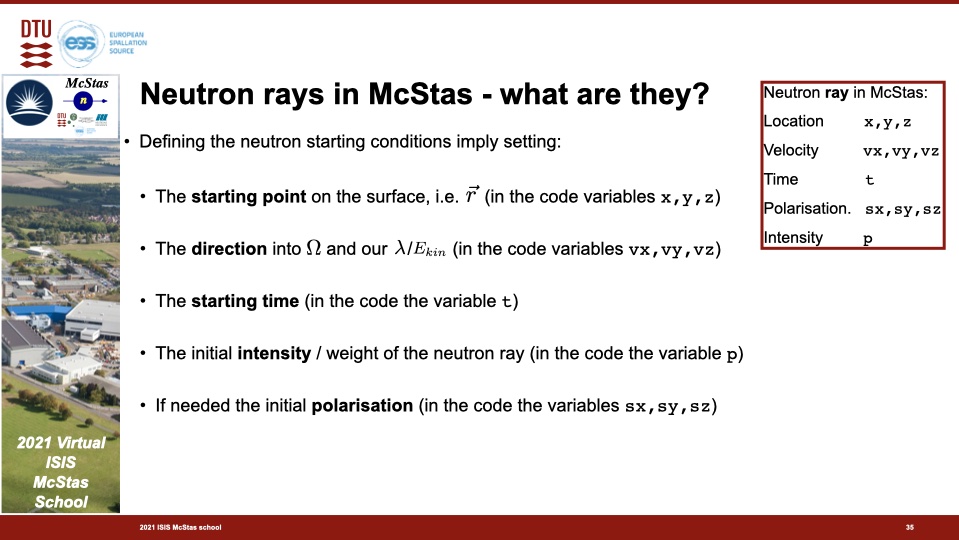 DTU
ess
EUROPEAN
SPALLATION
SOURCE
McStas
n
DTU
Neutron rays in McStas - what are they?
• Defining the neutron starting conditions imply setting:
• The starting point on the surface, i.e. r⃗ (in the code variables x,y,z)
• The direction into Ω and our λ/E_kin (in the code variables vx,vy,vz)
• The starting time (in the code the variable t)
• The initial intensity / weight of the neutron ray (in the code the variable p)
• If needed the initial polarisation (in the code the variables sx,sy,sz)
Neutron ray in McStas:
Location x,y,z
Velocity vx,vy,vz
Time t
Polarisation. sx,sy,sz
Intensity p
2021 Virtual
ISIS
McStas
School
2021 ISIS McStas school
35